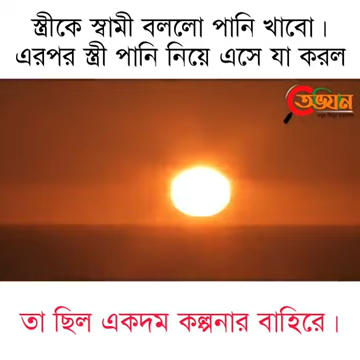 স্ত্রীকে স্বামী বললো পানি খাবো।
এরপর স্ত্রী পানি নিয়ে এসে যা করল
তা ছিল একদম কল্পনার বাহিরে।